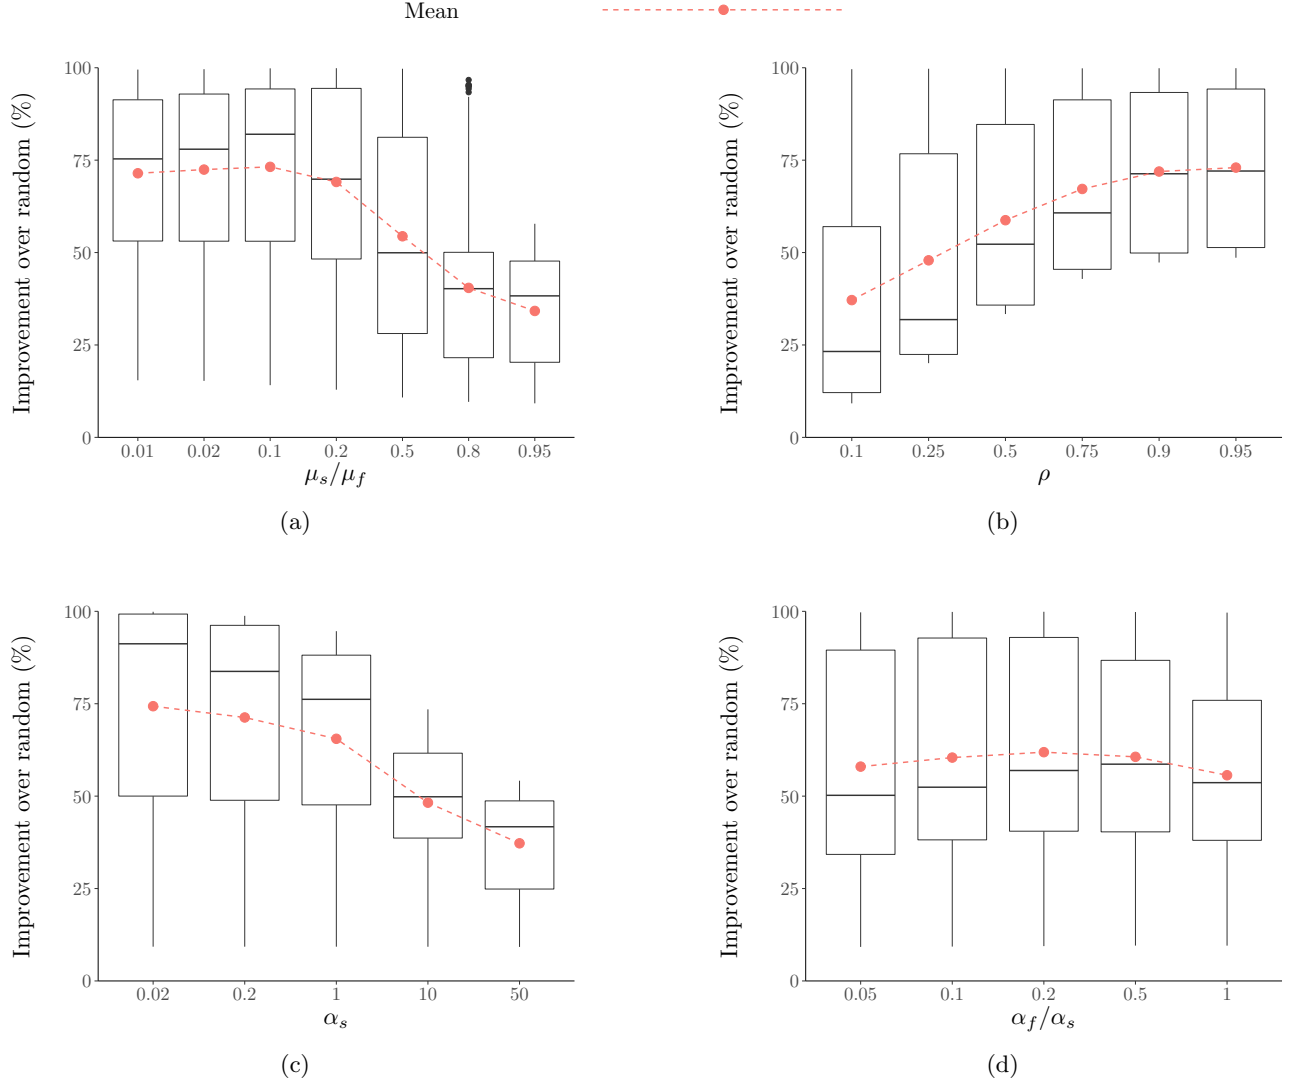 Mean
Improvement over random (%)
100
75
50
25
0
0.01 0.02 0.1 0.2 0.5 0.8 0.95
μs/μf
(a)
Improvement over random (%)
100
75
50
25
0
0.1 0.25 0.5 0.75 0.9 0.95
ρ
(b)
Improvement over random (%)
100
75
50
25
0
0.02 0.2 1 10 50
αs
(c)
Improvement over random (%)
100
75
50
25
0
0.05 0.1 0.2 0.5 1
αf/αs
(d)